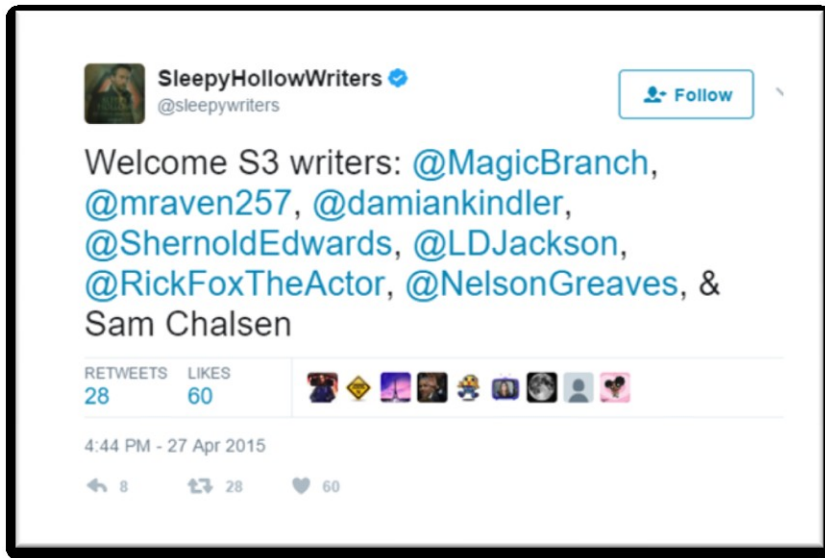 SleepyHollowWriters
@sleepywriters
Follow
Welcome S3 writers: @MagicBranch,
@mraven257, @damiankindler,
@ShernoldEdwards, @LDJackson,
@RickFoxTheActor, @NelsonGreaves, &
Sam Chalsen
RETWEETS LIKES
28 60
4:44 PM - 27 Apr 2015
8 28 60